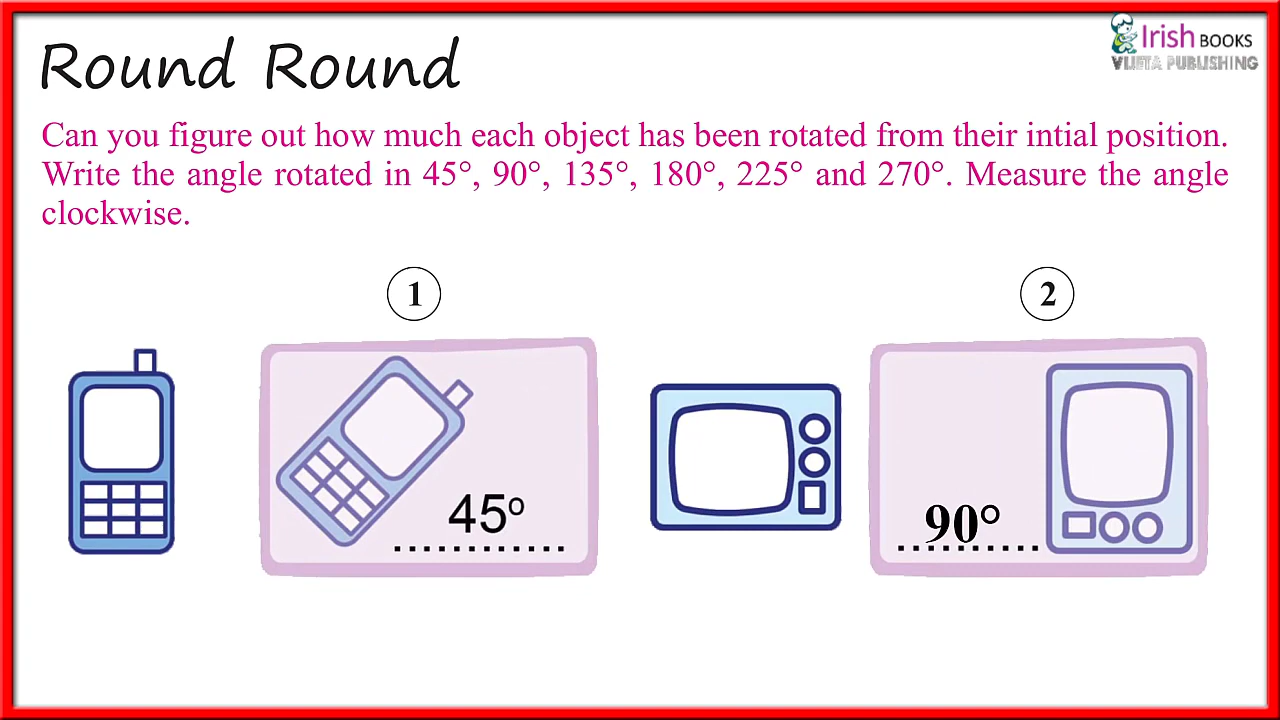 Round Round
Irish BOOKS
VIJETA PUBLISHING
Can you figure out how much each object has been rotated from their intial position.
Write the angle rotated in 45°, 90°, 135°, 180°, 225° and 270°. Measure the angle
clockwise.
1
2
45°
90°